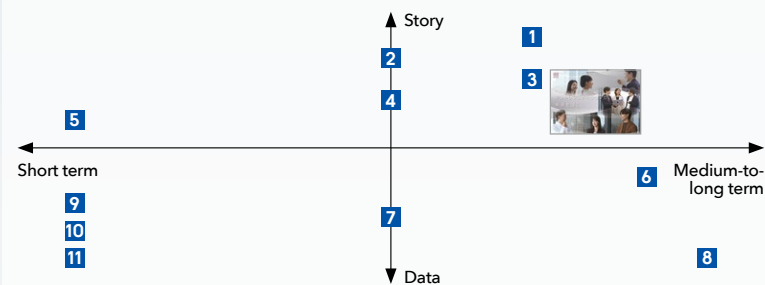 Story
1
2
3
4
5
Short term
Medium-to-
long term
6
9
7
10
11
8
Data